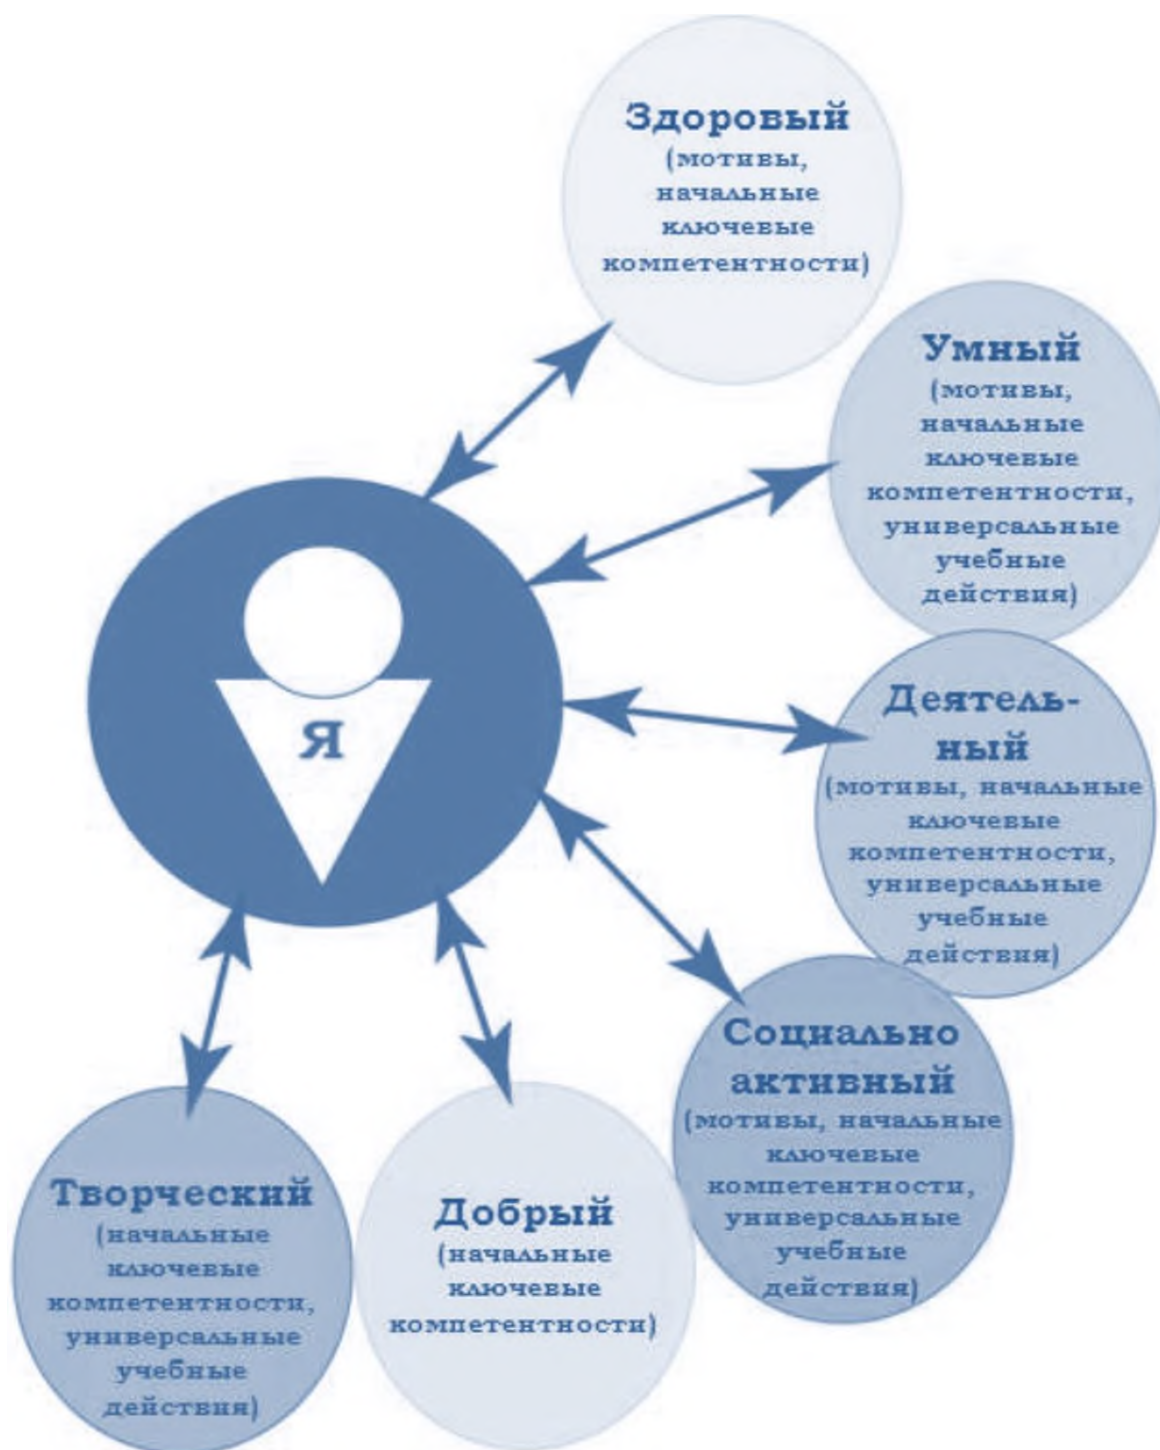 Здоровый
(мотивы,
начальные
ключевые
компетентности)
Умный
(мотивы,
начальные
ключевые
компетентности,
универсальные
учебные
действия)
Я
Деятель-
ный
(мотивы, начальные
ключевые
компетентности,
универсальные
учебные
действия)
Социально
активный
(мотивы, начальные
ключевые
компетентности,
универсальные
учебные
действия)
Добрый
(начальные
ключевые
компетентности)
Творческий
(начальные
ключевые
компетентности,
универсальные
учебные
действия)